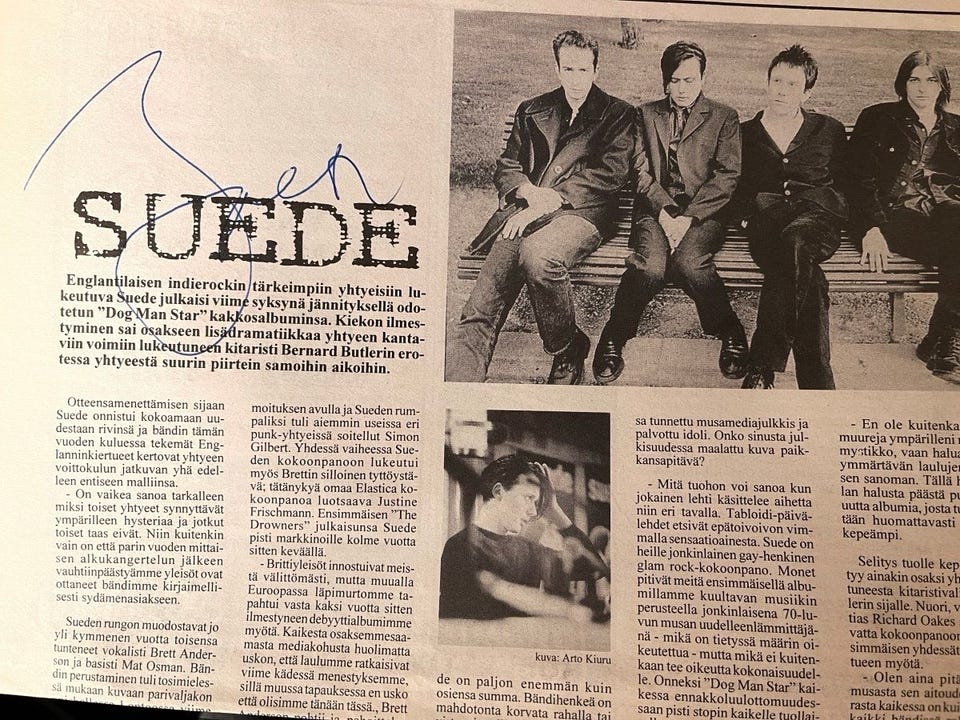 SUEDE
Englantilaisen indierockin tärkeimpiin yhtyeisiin lu-
keutuva Suede julkaisi viime syksynä jännityksellä odo-
tetun ”Dog Man Star” kakkosalbuminsa. Kiekon ilmes-
tyminen sai osakseen lisädramatiikkaa yhtyeen kanta-
viin voimiin lukeutuneen kitaristi Bernard Butlerin ero-
tessa yhtyeestä suurin piirtein samoihin aikoihin.
Otteensamenettämisen sijaan
Suede onnistui kokoamaan uu-
destaan rivinsä ja bändin tämän
vuoden kuluessa tekemät Eng-
lanninkiertueet kertovat yhtyeen
voittokulun jatkuvan yhä edel-
leen entiseen malliinsa.
- On vaikea sanoa tarkalleen
miksi toiset yhtyeet synnyttävät
ympärilleen hysteriaa ja jotkut
toiset taas eivät. Niin kuitenkin
vain on että parin vuoden mittai-
sen alkukangertelun jälkeen
vauhtiinpäästyämme yleisöt ovat
ottaneet bändimme kirjaimelli-
sesti sydämenasiakseen.
Sueden rungon muodostavat jo
yli kymmenen vuotta toisensa
tunteneet vokalisti Brett Ander-
son ja basisti Mat Osman. Bän-
din perustaminen tuli tosimieles-
sä mukaan kuvaan parivaljakon
moituksen avulla ja Sueden rum-
paliksi tuli aiemmin useissa eri
punk-yhtyeissä soitellut Simon
Gilbert. Yhdessä vaiheessa Sue-
den kokoonpanoon lukeutui
myös Brettin silloinen tyttöystä-
vä; tätänykyä omaa Elastica ko-
koonpanoa luotsaava Justine
Frischmann. Ensimmäisen ”The
Drowners” julkaisunsa Suede
pisti markkinoille kolme vuotta
sitten keväällä.
- Brittiyleisöt innostuivat meis-
tä välittömästi, mutta muualla
Euroopassa läpimurtomme ta-
pahtui vasta kaksi vuotta sitten
ilmestyneen debyyttialbumimme
myötä. Kaikesta osaksemmesaa-
masta mediakohusta huolimatta
uskon, että laulumme ratkaisivat
viime kädessä menestyksemme,
sillä muussa tapauksessa en usko
että olisimme tänään tässä., Brett
kuva: Arto Kiuru
de on paljon enemmän kuin
osiensa summa. Bändihenkeä on
mahdotonta korvata rahalla tai
sa tunnettu musamediajulkkis ja
palvottu idoli. Onko sinusta jul-
kisuudessa maalattu kuva paik-
kansapitävä?
- Mitä tuohon voi sanoa kun
jokainen lehti käsittelee aihetta
niin eri tavalla. Tabloidi-päivä-
lehdet etsivät epätoivoivon vim-
malla sensaatioainesta. Suede on
heille jonkinlainen gay-henkinen
glam rock-kokoonpano. Monet
pitivät meitä ensimmäisellä albu-
millamme kuultavan musiikin
perusteella jonkinlaisena 70-lu-
vun musan uudelleenlämmittäjä-
nä - mikä on tietyssä määrin oi-
keutettua - mutta mikä ei kuiten-
kaan tee oikeutta kokonaisuudel-
le. Onneksi ”Dog Man Star” kai-
kessa ennakkoluulottomuudes-
saan pisti stopin kaikelle tuollai-
- En ole kuitenka
muureja ympärilleni
mystikko, vaan halua
ymmärtävän laulujen
sen sanoman. Tällä h
lan halusta päästä pu
uutta albumia, josta tu
tään huomattavasti
kepeämpi.
Selitys tuolle kep
tyy ainakin osaksi yh
tuneesta kitaristivall
lerin sijalle. Nuori, v
tias Richard Oakes
vatta kokoonpanoon
simmäisen yhdessät
tueen myötä.
- Olen aina pitä
musasta sen aitoude
rasta kaikessa on kui